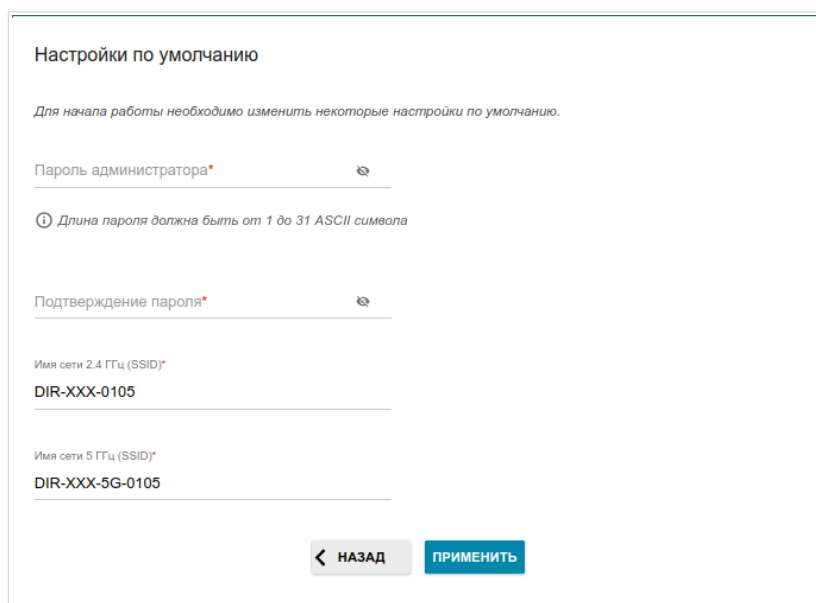 Настройки по умолчанию
Для начала работы необходимо изменить некоторые настройки по умолчанию.
Пароль администратора*
Длина пароля должна быть от 1 до 31 ASCII символа
Подтверждение пароля*
Имя сети 2.4 ГГц (SSID)*
DIR-XXX-0105
Имя сети 5 ГГц (SSID)*
DIR-XXX-5G-0105
НАЗАД
ПРИМЕНИТЬ